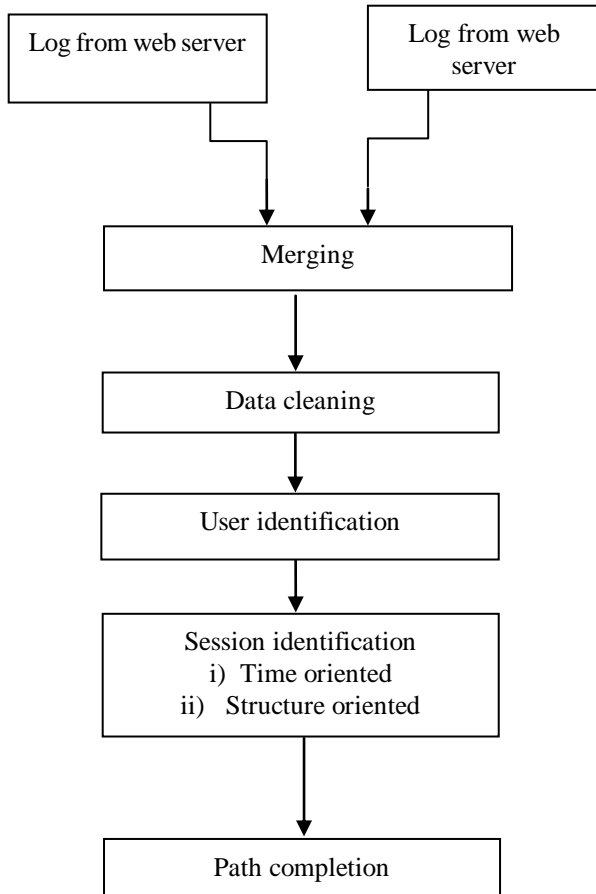 Log from web server
Log from web
server
Merging
Data cleaning
User identification
Session identification
i) Time oriented
ii) Structure oriented
Path completion